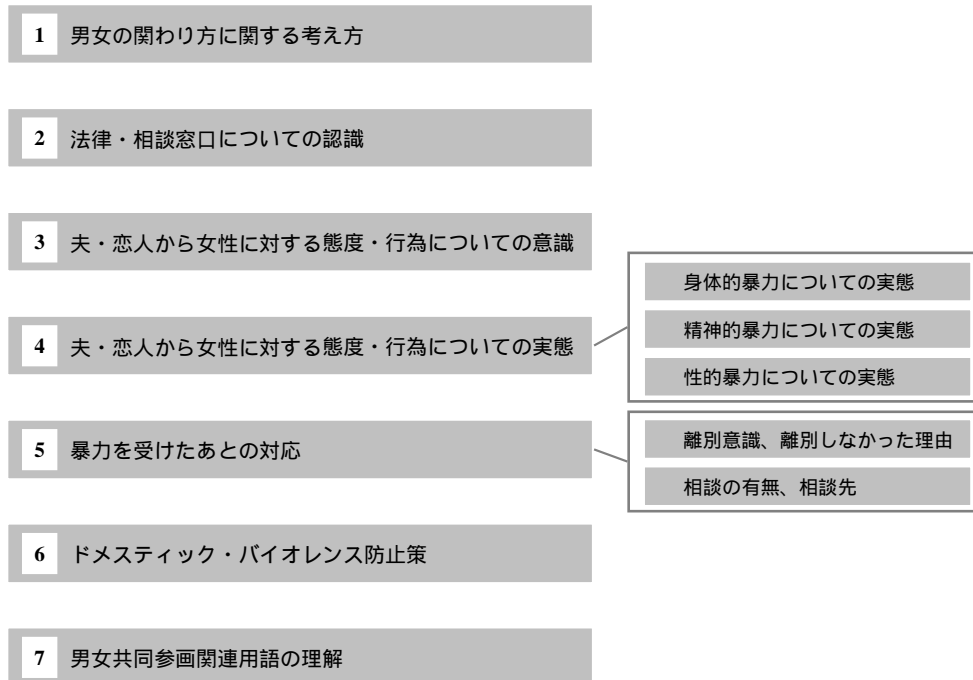 1 男女の関わり方に関する考え方
2 法律・相談窓口についての認識
3 夫・恋人から女性に対する態度・行為についての意識
4 夫・恋人から女性に対する態度・行為についての実態
身体的暴力についての実態
精神的暴力についての実態
性的暴力についての実態
5 暴力を受けたあとの対応
離別意識、離別しなかった理由
相談の有無、相談先
6 ドメスティック・バイオレンス防止策
7 男女共同参画関連用語の理解